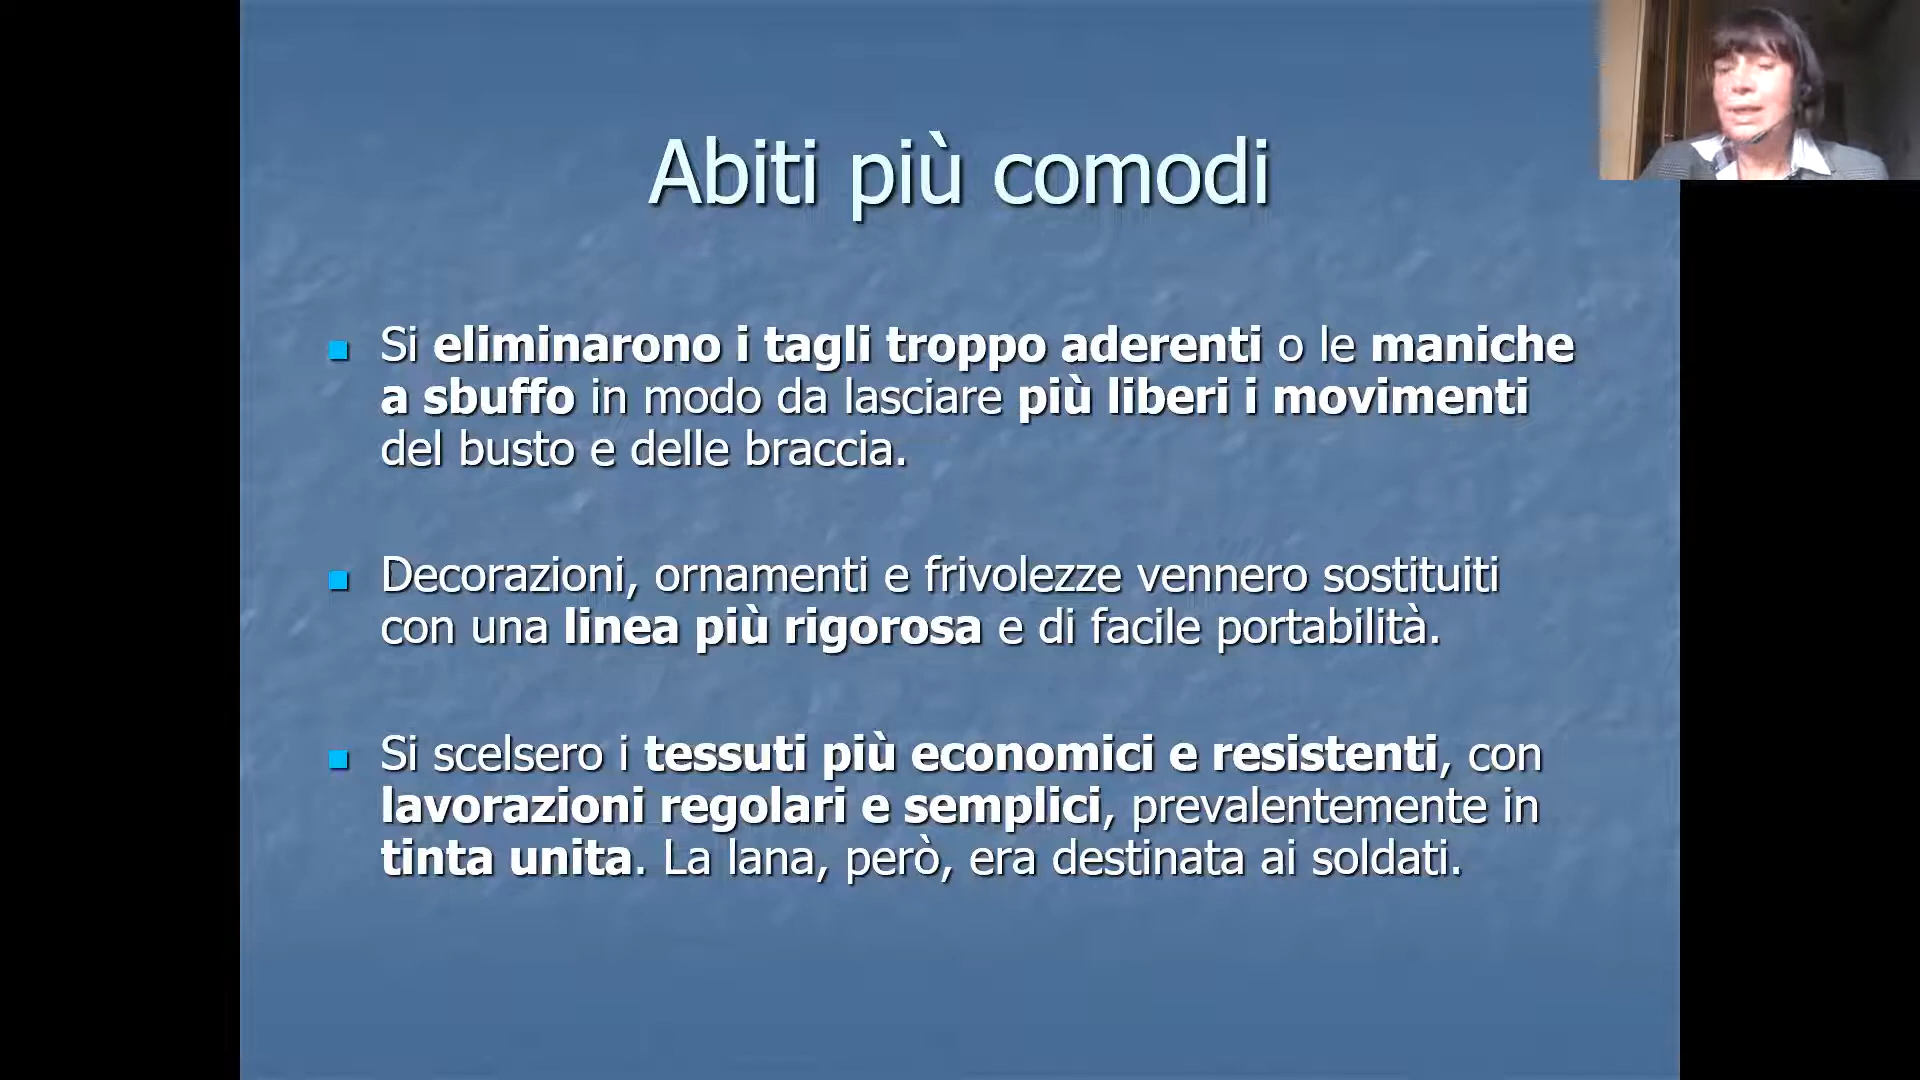 Abiti più comodi
Si eliminarono i tagli troppo aderenti o le maniche
a sbuffo in modo da lasciare più liberi i movimenti
del busto e delle braccia.
Decorazioni, ornamenti e frivolezze vennero sostituiti
con una linea più rigorosa e di facile portabilità.
Si scelsero i tessuti più economici e resistenti, con
lavorazioni regolari e semplici, prevalentemente in
tinta unita. La lana, però, era destinata ai soldati.